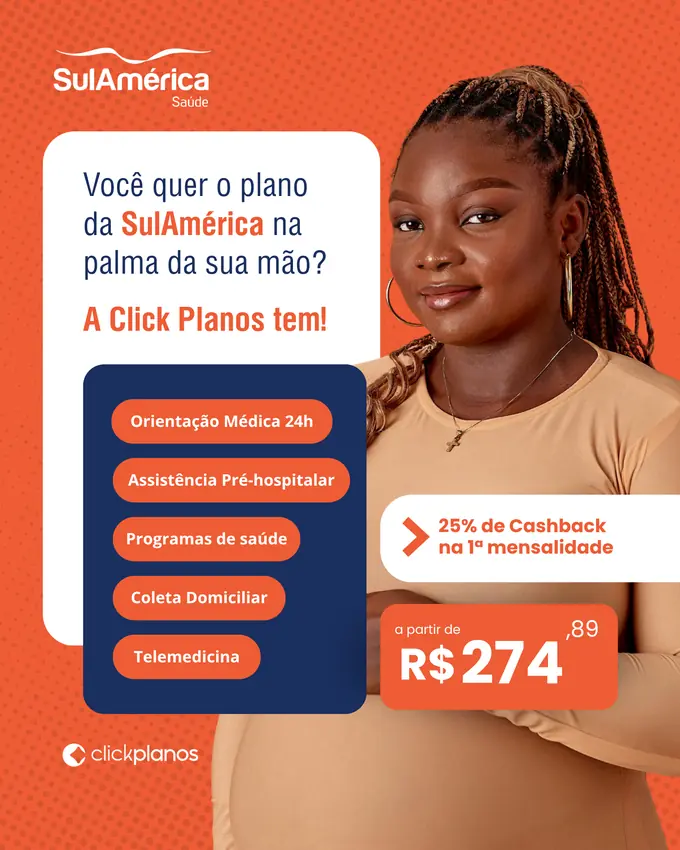 SulAmérica
Saúde
Você quer o plano
da SulAmérica na
palma da sua mão?
A Click Planos tem!
Orientação Médica 24h
Assistência Pré-hospitalar
Programas de saúde
Coleta Domiciliar
Telemedicina
25% de Cashback
na 1ª mensalidade
a partir de
R$274,89
clickplanos